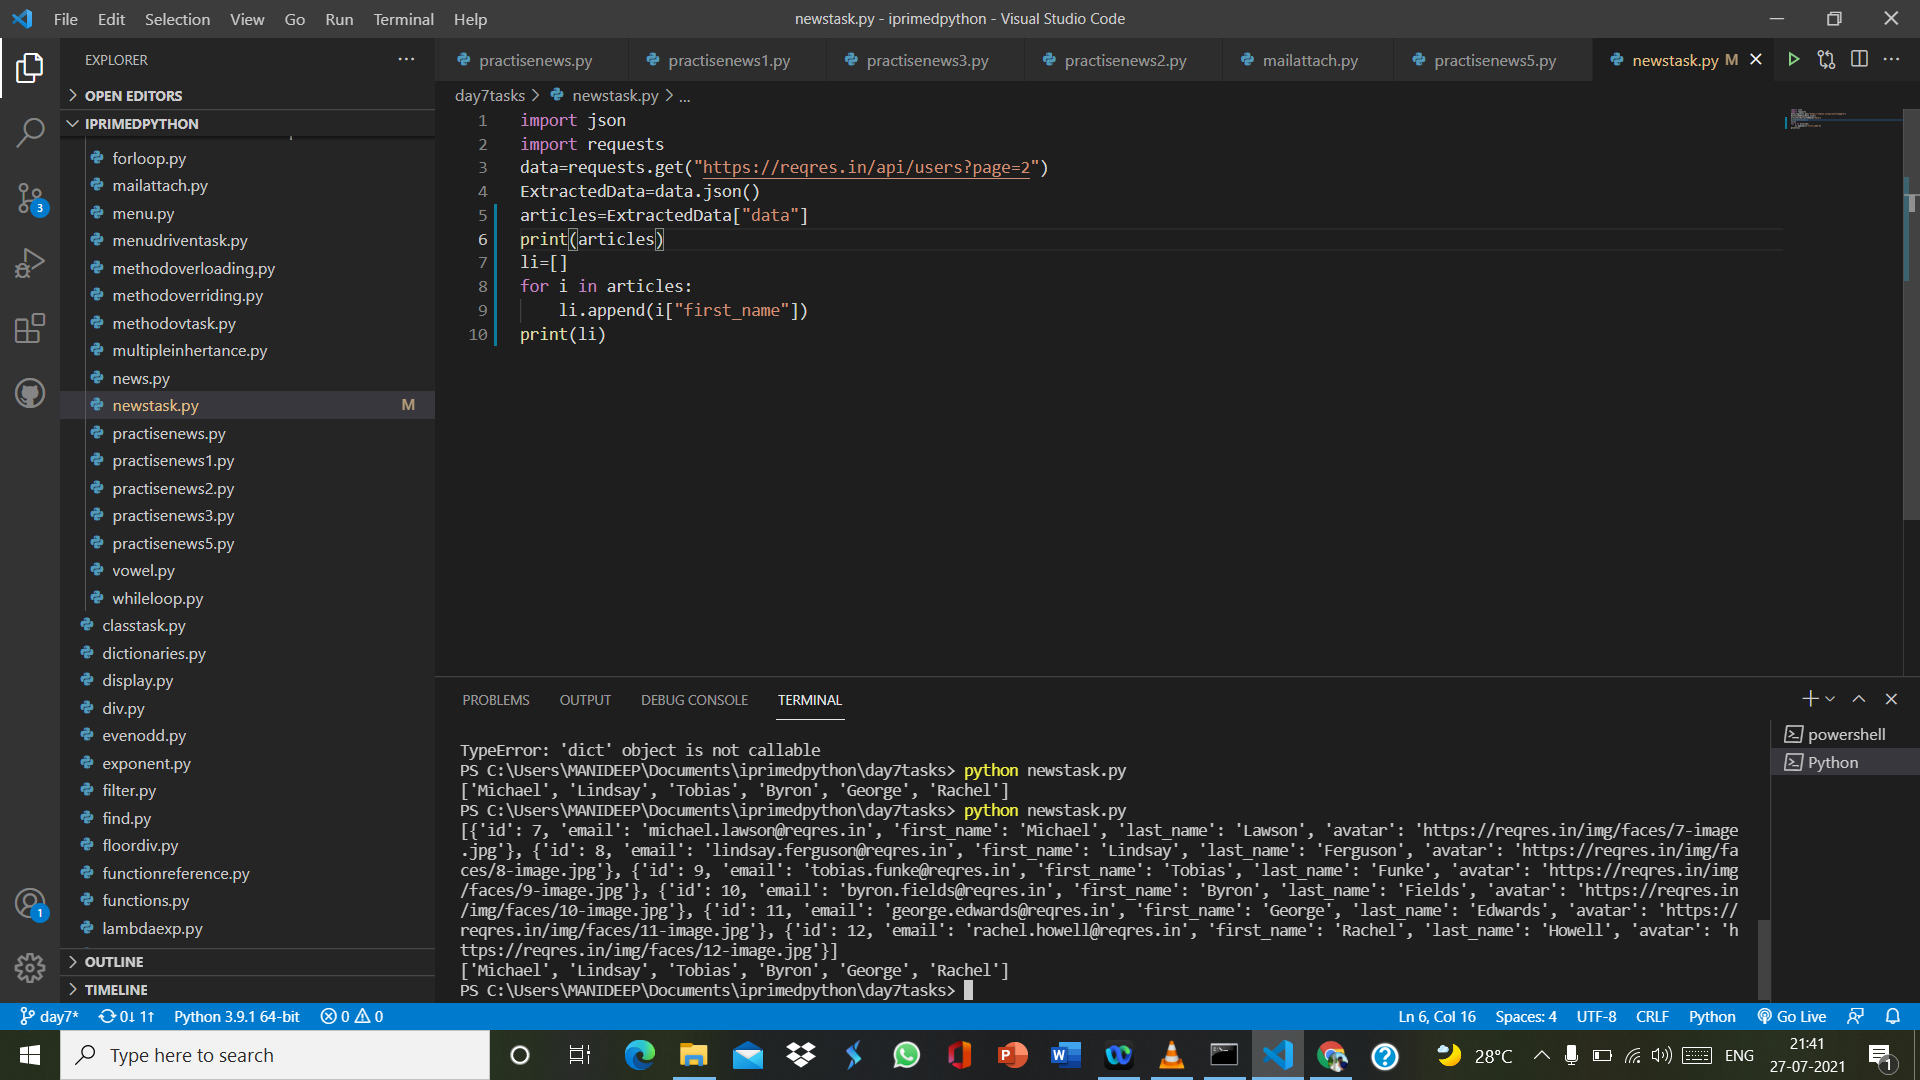 File Edit Selection View Go Run Terminal Help
newstask.py - iprimedpython - Visual Studio Code
EXPLORER
OPEN EDITORS
IPRIMEDPYTHON
forloop.py
mailattach.py
menu.py
menudriventask.py
methodoverloading.py
methodoverriding.py
methodovtask.py
multipleinhertance.py
news.py
newstask.py M
practisenews.py
practisenews1.py
practisenews2.py
practisenews3.py
practisenews5.py
vowel.py
whileloop.py
classtask.py
dictionaries.py
display.py
div.py
evenodd.py
exponent.py
filter.py
find.py
floordiv.py
functionreference.py
functions.py
lambdaexp.py
OUTLINE
TIMELINE
3
1
practisenews.py practisenews1.py practisenews3.py practisenews2.py mailattach.py practisenews5.py newstask.py M
day7tasks > newstask.py > ...
1 import json
2 import requests
3 data=requests.get("https://reqres.in/api/users?page=2")
4 ExtractedData=data.json()
5 articles=ExtractedData["data"]
6 print(articles)
7 li=[]
8 for i in articles:
9     li.append(i["first_name"])
10 print(li)
PROBLEMS OUTPUT DEBUG CONSOLE TERMINAL
powershell
Python
TypeError: 'dict' object is not callable
PS C:\Users\MANIDEEP\Documents\iprimedpython\day7tasks> python newstask.py
['Michael', 'Lindsay', 'Tobias', 'Byron', 'George', 'Rachel']
PS C:\Users\MANIDEEP\Documents\iprimedpython\day7tasks> python newstask.py
[{'id': 7, 'email': 'michael.lawson@reqres.in', 'first_name': 'Michael', 'last_name': 'Lawson', 'avatar': 'https://reqres.in/img/faces/7-image
.jpg'}, {'id': 8, 'email': 'lindsay.ferguson@reqres.in', 'first_name': 'Lindsay', 'last_name': 'Ferguson', 'avatar': 'https://reqres.in/img/fa
ces/8-image.jpg'}, {'id': 9, 'email': 'tobias.funke@reqres.in', 'first_name': 'Tobias', 'last_name': 'Funke', 'avatar': 'https://reqres.in/img
/faces/9-image.jpg'}, {'id': 10, 'email': 'byron.fields@reqres.in', 'first_name': 'Byron', 'last_name': 'Fields', 'avatar': 'https://reqres.in
/img/faces/10-image.jpg'}, {'id': 11, 'email': 'george.edwards@reqres.in', 'first_name': 'George', 'last_name': 'Edwards', 'avatar': 'https://
reqres.in/img/faces/11-image.jpg'}, {'id': 12, 'email': 'rachel.howell@reqres.in', 'first_name': 'Rachel', 'last_name': 'Howell', 'avatar': 'h
ttps://reqres.in/img/faces/12-image.jpg'}]
['Michael', 'Lindsay', 'Tobias', 'Byron', 'George', 'Rachel']
PS C:\Users\MANIDEEP\Documents\iprimedpython\day7tasks>
day7* 0↓ 1↑ Python 3.9.1 64-bit 0 0 Ln 6, Col 16 Spaces: 4 UTF-8 CRLF Python Go Live
Type here to search
28°C ENG
21:41
27-07-2021
1